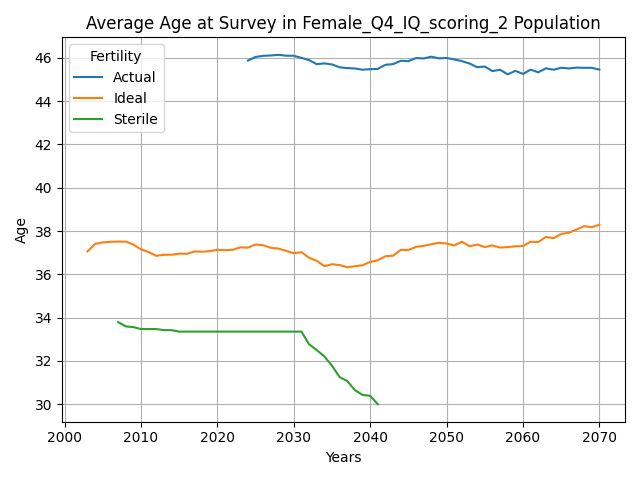 Average Age at Survey in Female_Q4_IQ_scoring_2 Population
Fertility
Actual
Ideal
Sterile
Age
46
44
42
40
38
36
34
32
30
2000 2010 2020 2030 2040 2050 2060 2070
Years